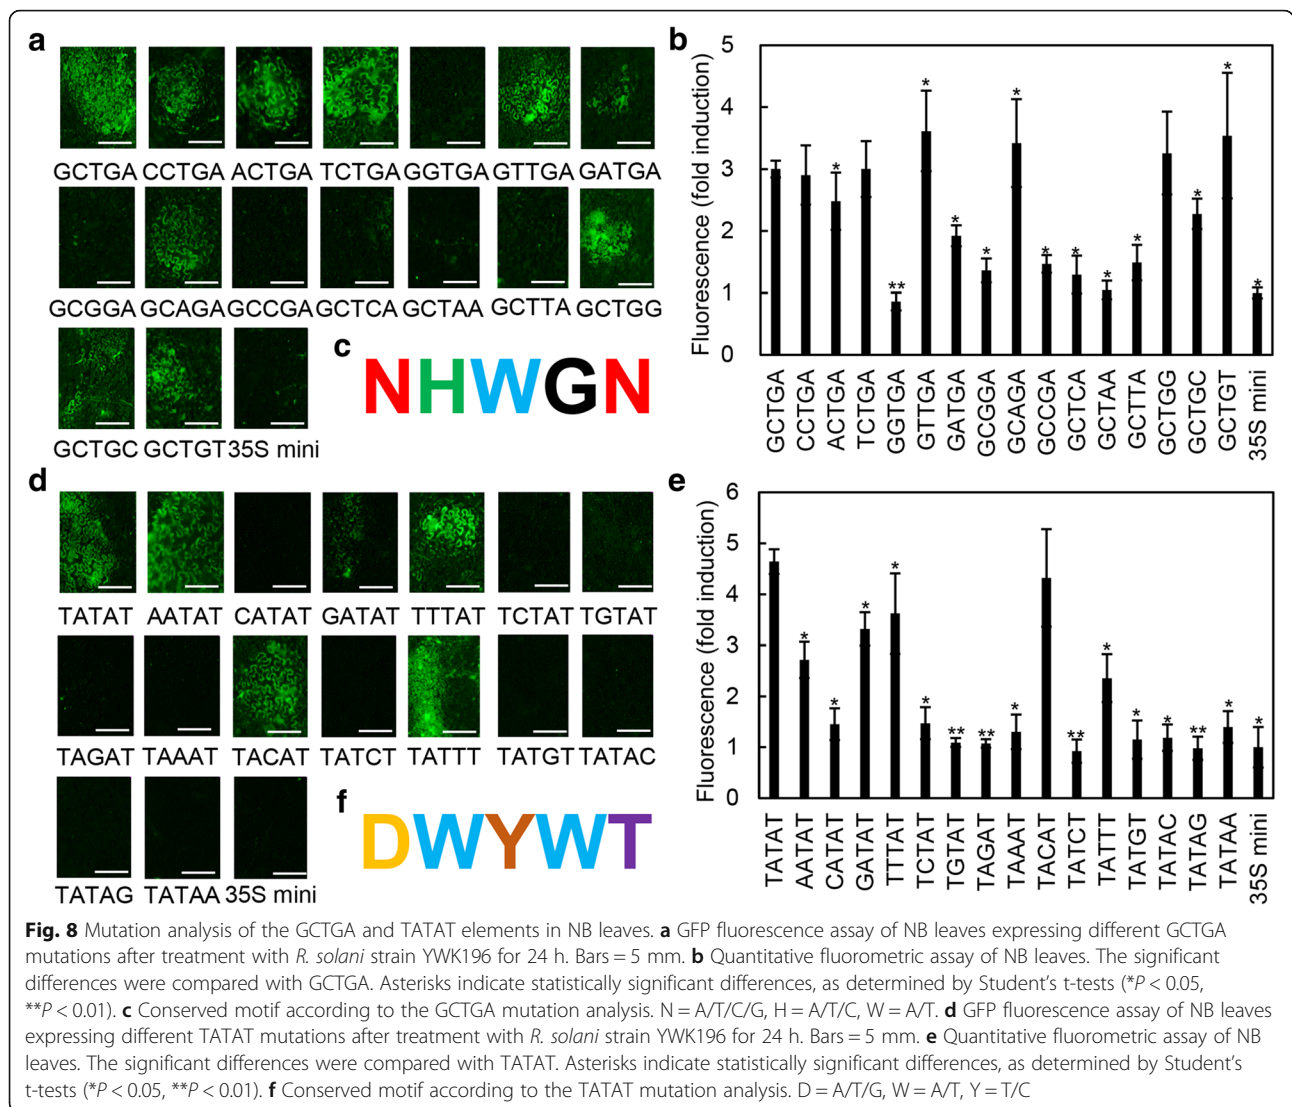 a
GCTGA CCTGA ACTGA TCTGA GGTGA GTTGA GATGA
GCGGA GCAGA GCCGA GCTCA GCTAA GCTTA GCTGG
GCTGC GCTGT 35S mini
c
NHWGN
b
Fluorescence (fold induction)
5
4
3
2
1
0
* ** * * * * * * * * * * *
GCTGA CCTGA ACTGA TCTGA GGTGA GTTGA GATGA GCGGA GCAGA GCCGA GCTCA GCTAA GCTTA GCTGG GCTGC GCTGT 35S mini
d
TATAT AATAT CATAT GATAT TTTAT TCTAT TGTAT
TAGAT TAAAT TACAT TATCT TATTT TATGT TATAC
TATAG TATAA 35S mini
f
DWYWT
e
Fluorescence (fold induction)
6
5
4
3
2
1
0
* * * * * ** ** * ** * * * ** * *
TATAT AATAT CATAT GATAT TTTAT TCTAT TGTAT TAGAT TAAAT TACAT TATCT TATTT TATGT TATAC TATAG TATAA 35S mini
Fig. 8 Mutation analysis of the GCTGA and TATAT elements in NB leaves. a GFP fluorescence assay of NB leaves expressing different GCTGA
mutations after treatment with R. solani strain YWK196 for 24 h. Bars = 5 mm. b Quantitative fluorometric assay of NB leaves. The significant
differences were compared with GCTGA. Asterisks indicate statistically significant differences, as determined by Student's t-tests (*P < 0.05,
**P < 0.01). c Conserved motif according to the GCTGA mutation analysis. N = A/T/C/G, H = A/T/C, W = A/T. d GFP fluorescence assay of NB leaves
expressing different TATAT mutations after treatment with R. solani strain YWK196 for 24 h. Bars = 5 mm. e Quantitative fluorometric assay of NB
leaves. The significant differences were compared with TATAT. Asterisks indicate statistically significant differences, as determined by Student's
t-tests (*P < 0.05, **P < 0.01). f Conserved motif according to the TATAT mutation analysis. D = A/T/G, W = A/T, Y = T/C